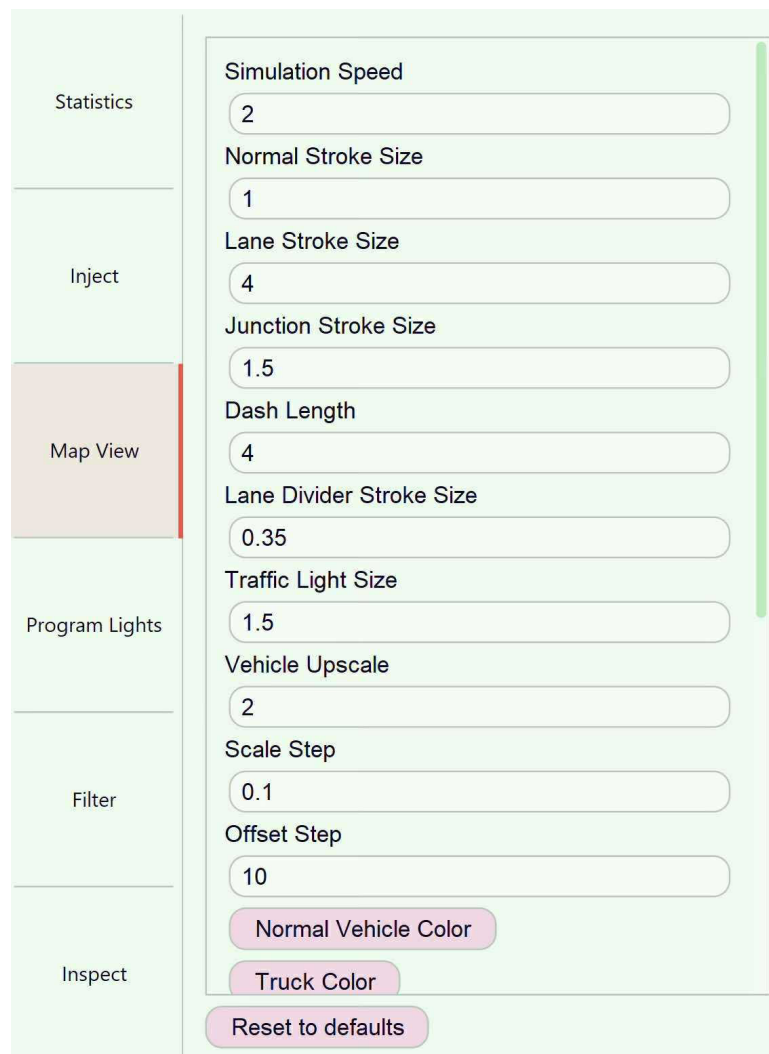 Statistics
Inject
Map View
Program Lights
Filter
Inspect
Simulation Speed
2
Normal Stroke Size
1
Lane Stroke Size
4
Junction Stroke Size
1.5
Dash Length
4
Lane Divider Stroke Size
0.35
Traffic Light Size
1.5
Vehicle Upscale
2
Scale Step
0.1
Offset Step
10
Normal Vehicle Color
Truck Color
Reset to defaults